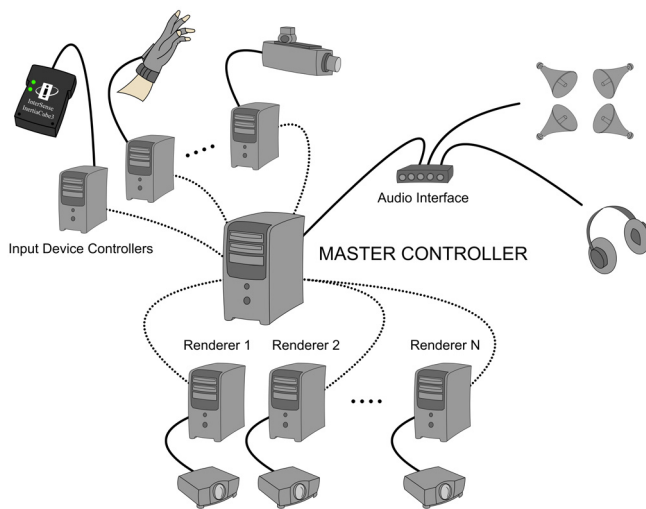 InterSense
InertiaCube3
Audio Interface
Input Device Controllers
MASTER CONTROLLER
Renderer 1
Renderer 2
Renderer N